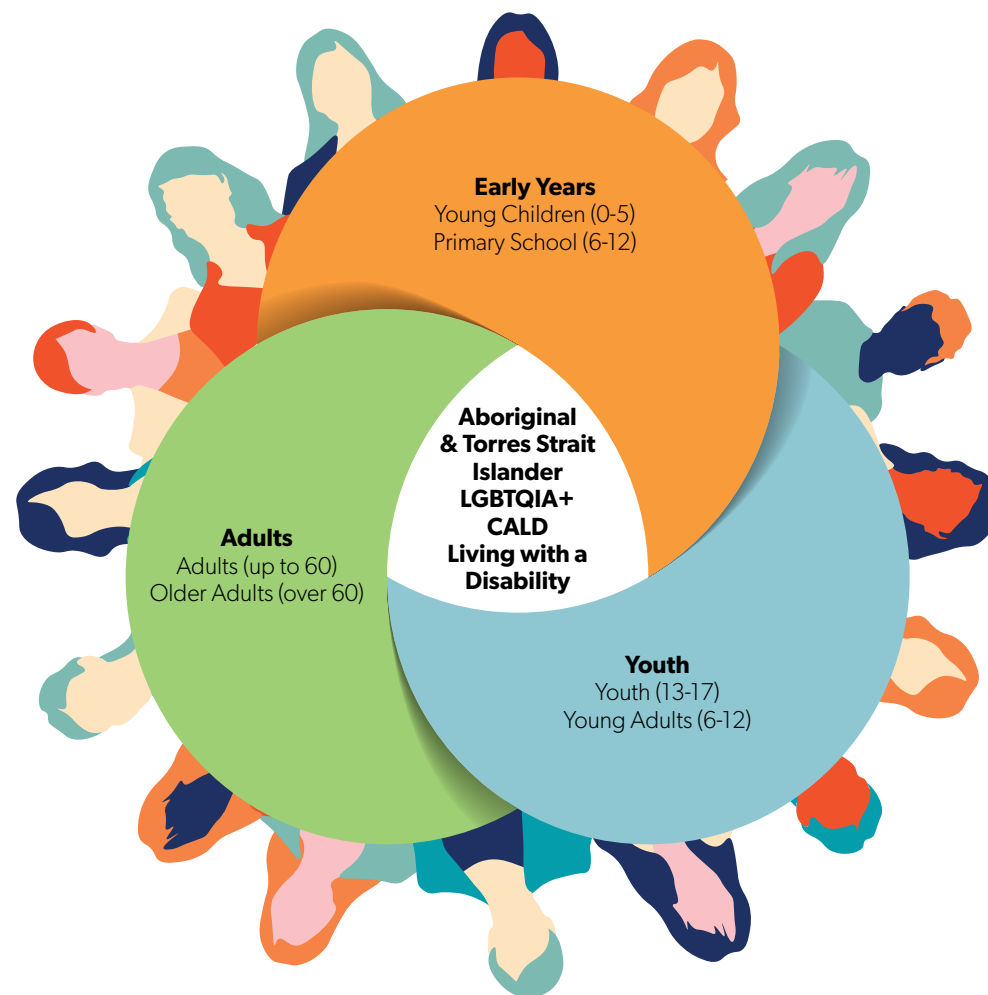 Early Years
Young Children (0-5)
Primary School (6-12)
Aboriginal
& Torres Strait
Islander
LGBTQIA+
CALD
Living with a
Disability
Adults
Adults (up to 60)
Older Adults (over 60)
Youth
Youth (13-17)
Young Adults (6-12)